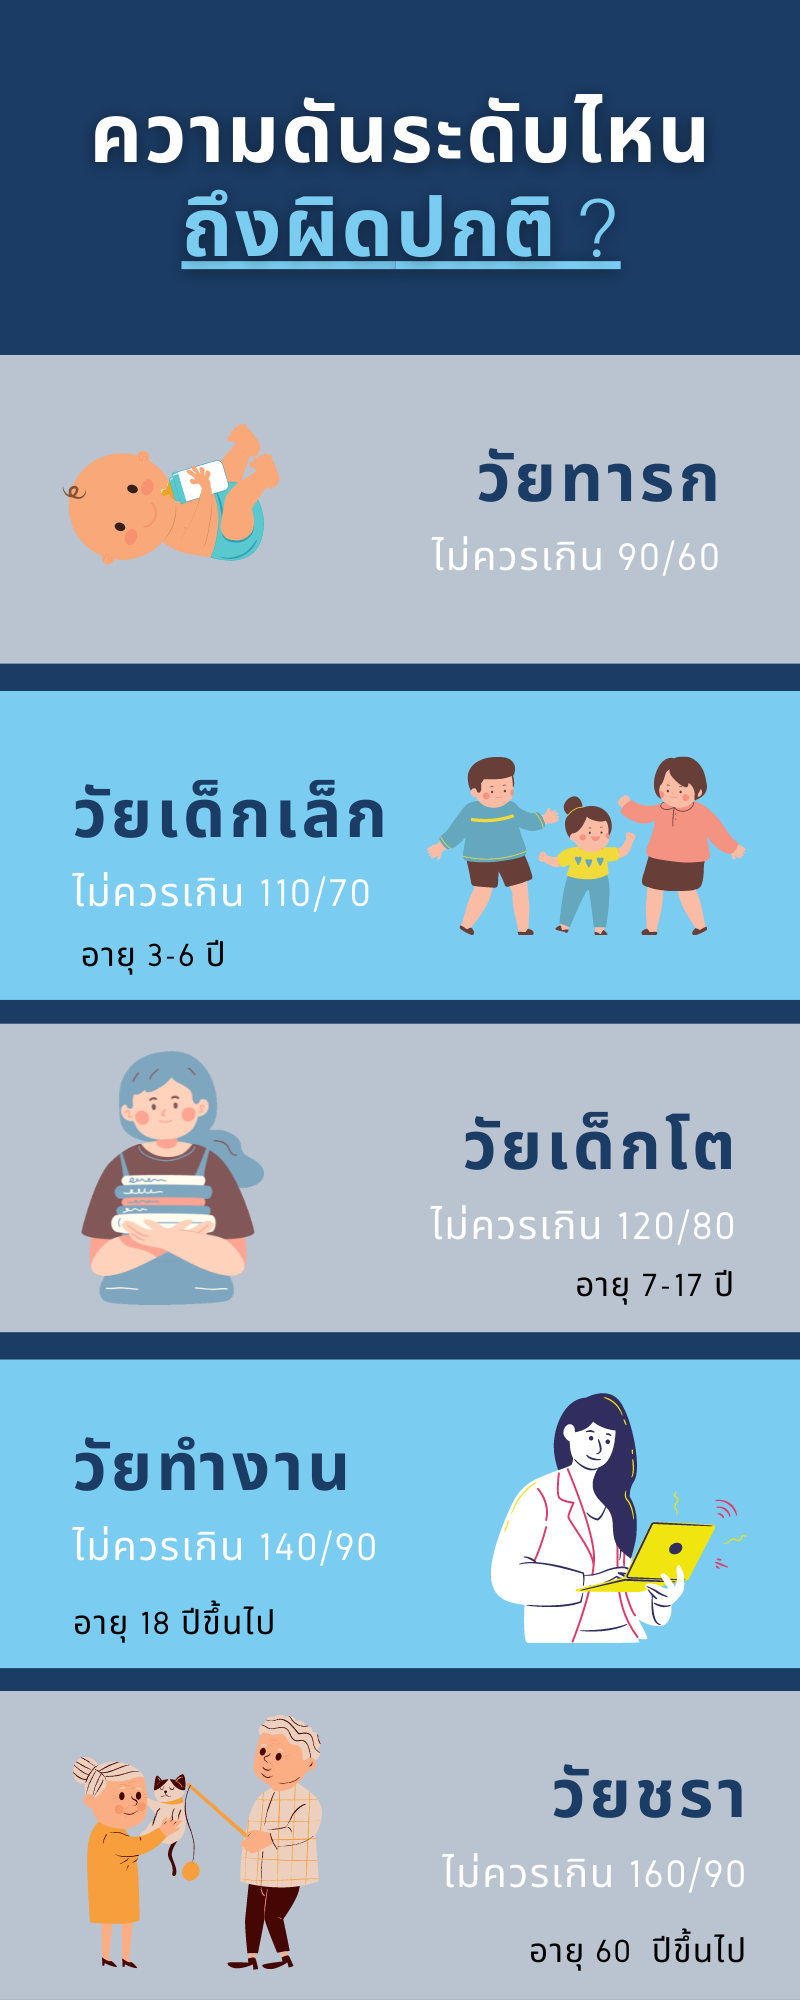 ความดันระดับไหน
ถึงผิดปกติ ?
วัยทารก
ไม่ควรเกิน 90/60
วัยเด็กเล็ก
ไม่ควรเกิน 110/70
อายุ 3-6 ปี
วัยเด็กโต
ไม่ควรเกิน 120/80
อายุ 7-17 ปี
วัยทำงาน
ไม่ควรเกิน 140/90
อายุ 18 ปีขึ้นไป
วัยชรา
ไม่ควรเกิน 160/90
อายุ 60 ปีขึ้นไป